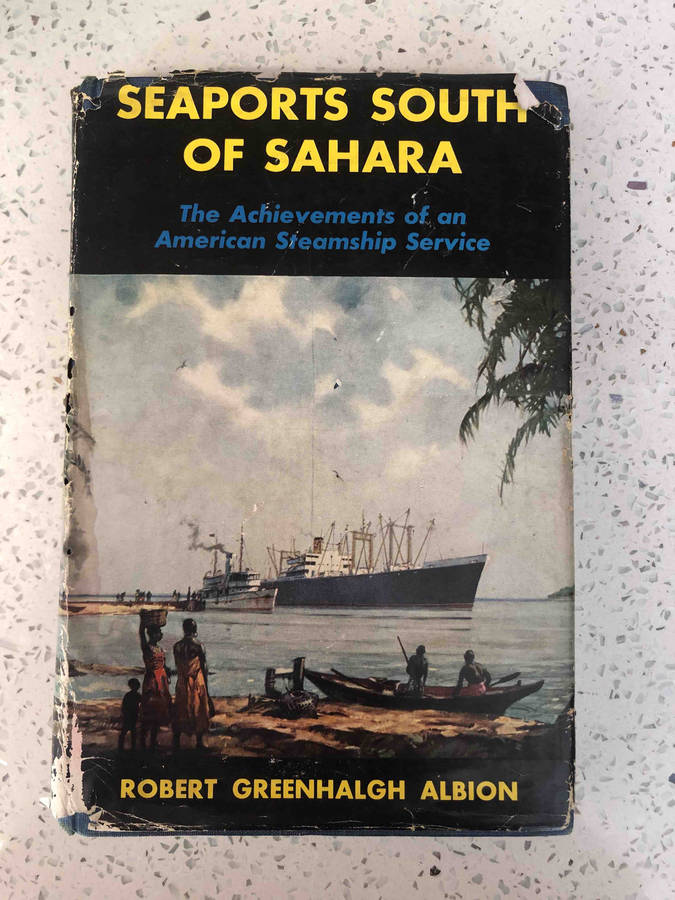 SEAPORTS SOUTH
OF SAHARA
The Achievements of an
American Steamship Service
ROBERT GREENHALGH ALBION